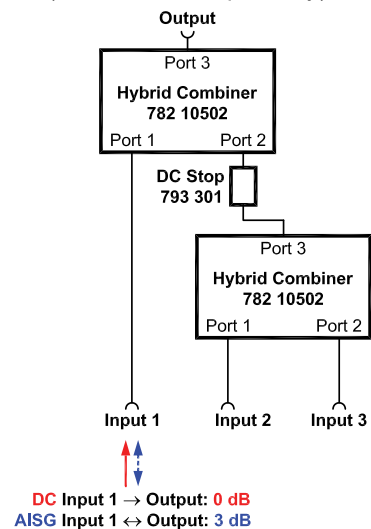 Output
Port 3
Hybrid Combiner
782 10502
Port 1 Port 2
DC Stop
793 301
Port 3
Hybrid Combiner
782 10502
Port 1 Port 2
Input 1 Input 2 Input 3
DC Input 1 → Output: 0 dB
AISG Input 1 ↔ Output: 3 dB